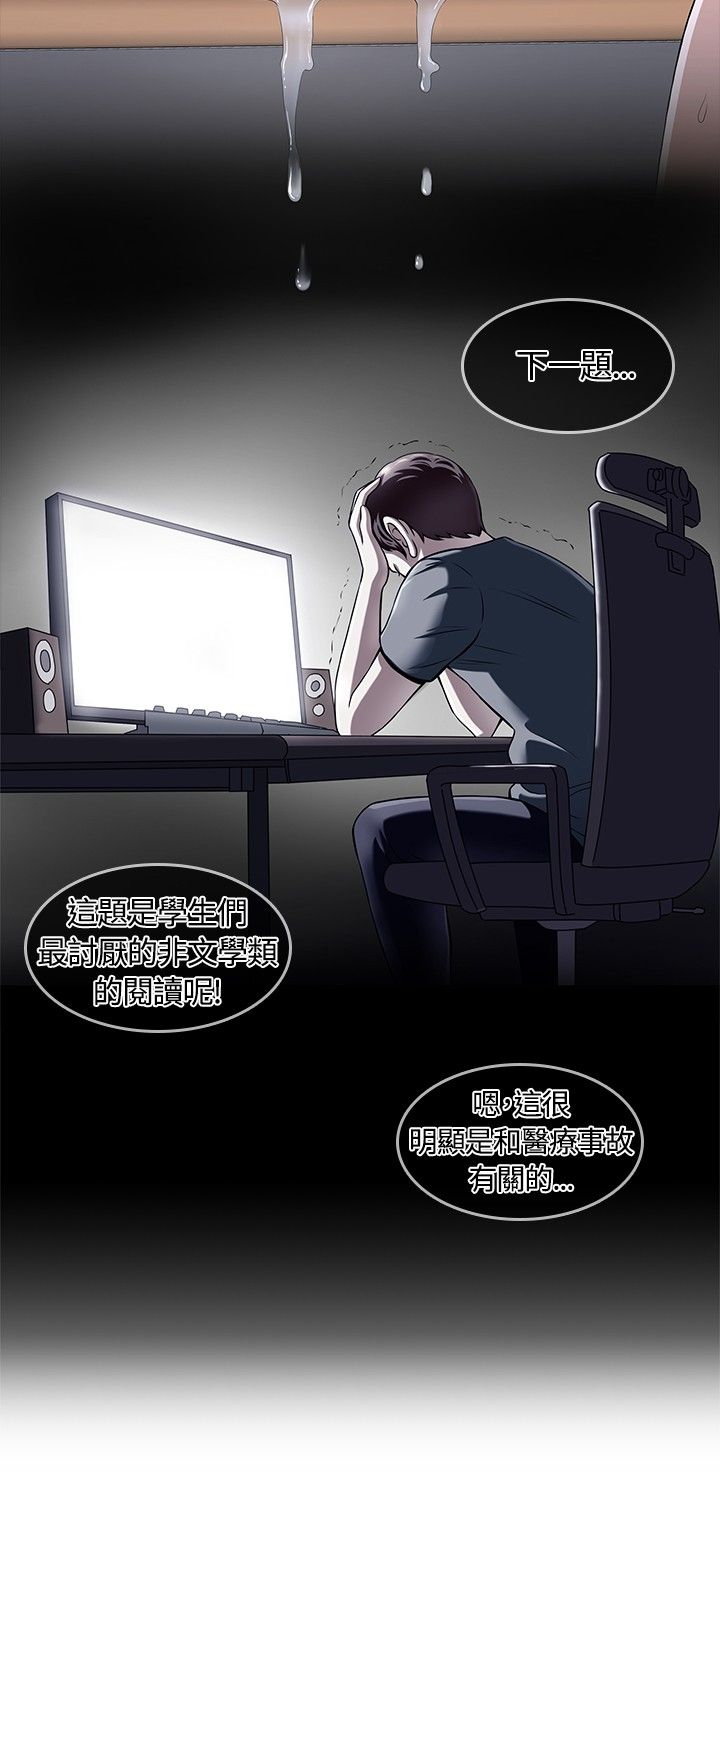 下一題...
這題是學生們
最討厭的非文學類
的閱讀呢!
嗯,這很
明顯是和醫療事故
有關的...